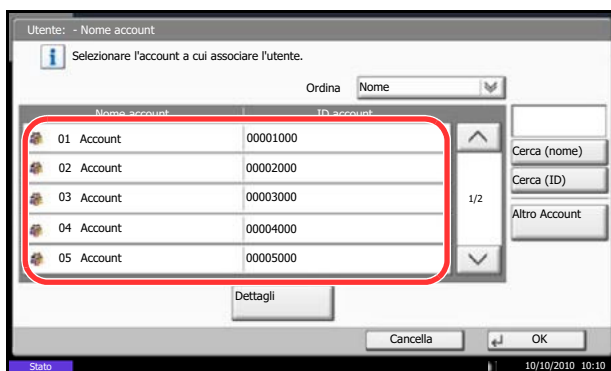 Utente: - Nome account
Selezionare l'account a cui associare l'utente.
Ordina Nome
Nome account ID account
01 Account 00001000
02 Account 00002000
03 Account 00003000
04 Account 00004000
05 Account 00005000
1/2
Cerca (nome)
Cerca (ID)
Altro Account
Dettagli
Cancella OK
Stato 10/10/2010 10:10